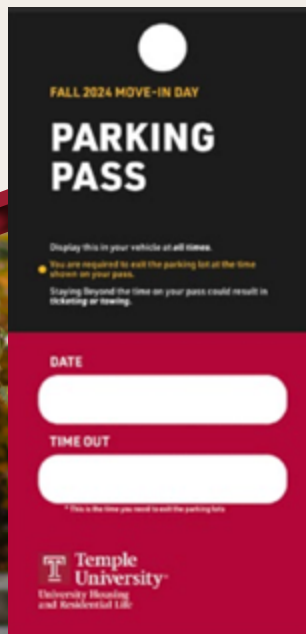 FALL 2024 MOVE-IN DAY
PARKING
PASS
Display this in your vehicle at all times.
You are required to exit the parking lot at the time
shown on your pass.
Staying Beyond the time on your pass could result in
ticketing or towing.
DATE
TIME OUT
* This is the time you need to exit the parking lots
T Temple
University
University Housing
and Residential Life